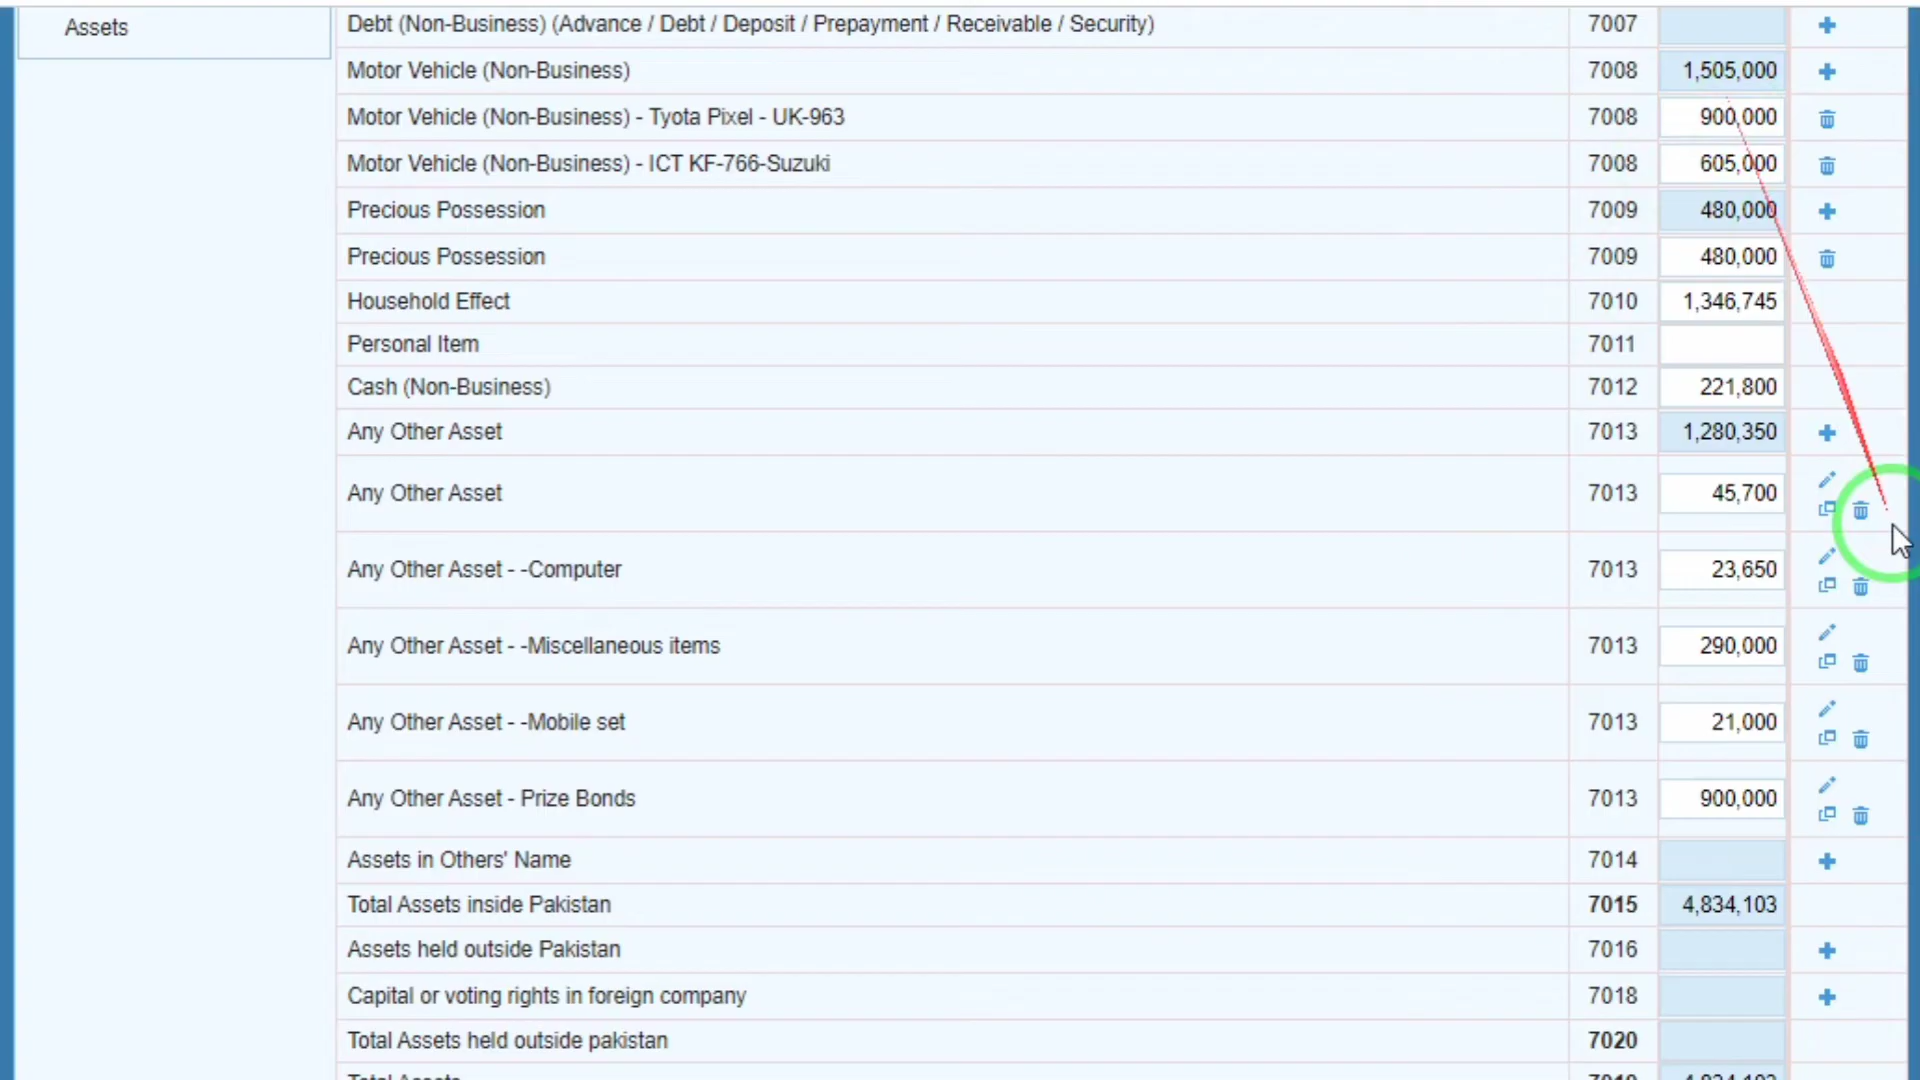 Assets
Debt (Non-Business) (Advance / Debt / Deposit / Prepayment / Receivable / Security) 7007
Motor Vehicle (Non-Business) 7008 1,505,000
Motor Vehicle (Non-Business) - Tyota Pixel - UK-963 7008 900,000
Motor Vehicle (Non-Business) - ICT KF-766-Suzuki 7008 605,000
Precious Possession 7009 480,000
Precious Possession 7009 480,000
Household Effect 7010 1,346,745
Personal Item 7011
Cash (Non-Business) 7012 221,800
Any Other Asset 7013 1,280,350
Any Other Asset 7013 45,700
Any Other Asset - -Computer 7013 23,650
Any Other Asset - -Miscellaneous items 7013 290,000
Any Other Asset - -Mobile set 7013 21,000
Any Other Asset - Prize Bonds 7013 900,000
Assets in Others' Name 7014
Total Assets inside Pakistan 7015 4,834,103
Assets held outside Pakistan 7016
Capital or voting rights in foreign company 7018
Total Assets held outside pakistan 7020
Total Assets 7019 4,834,103